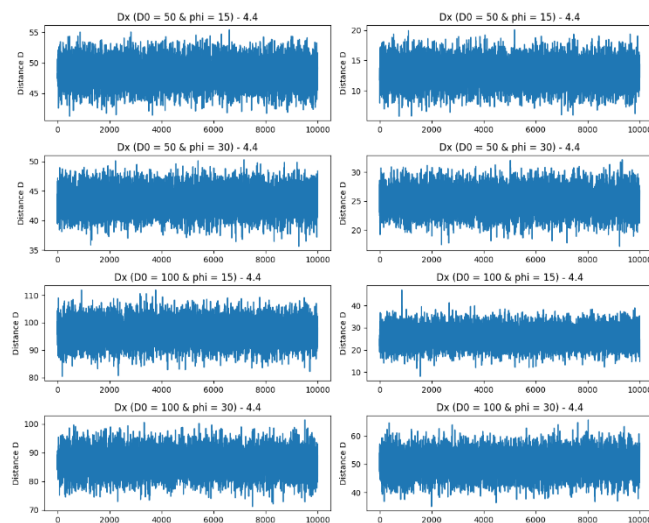 Dx (D0 = 50 & phi = 15) - 4.4
Distance D
55
50
45
0 2000 4000 6000 8000 10000
Dx (D0 = 50 & phi = 15) - 4.4
Distance D
20
15
10
0 2000 4000 6000 8000 10000
Dx (D0 = 50 & phi = 30) - 4.4
Distance D
50
45
40
35
0 2000 4000 6000 8000 10000
Dx (D0 = 50 & phi = 30) - 4.4
Distance D
30
25
20
0 2000 4000 6000 8000 10000
Dx (D0 = 100 & phi = 15) - 4.4
Distance D
110
100
90
80
0 2000 4000 6000 8000 10000
Dx (D0 = 100 & phi = 15) - 4.4
Distance D
40
30
20
10
0 2000 4000 6000 8000 10000
Dx (D0 = 100 & phi = 30) - 4.4
Distance D
100
90
80
70
0 2000 4000 6000 8000 10000
Dx (D0 = 100 & phi = 30) - 4.4
Distance D
60
50
40
0 2000 4000 6000 8000 10000